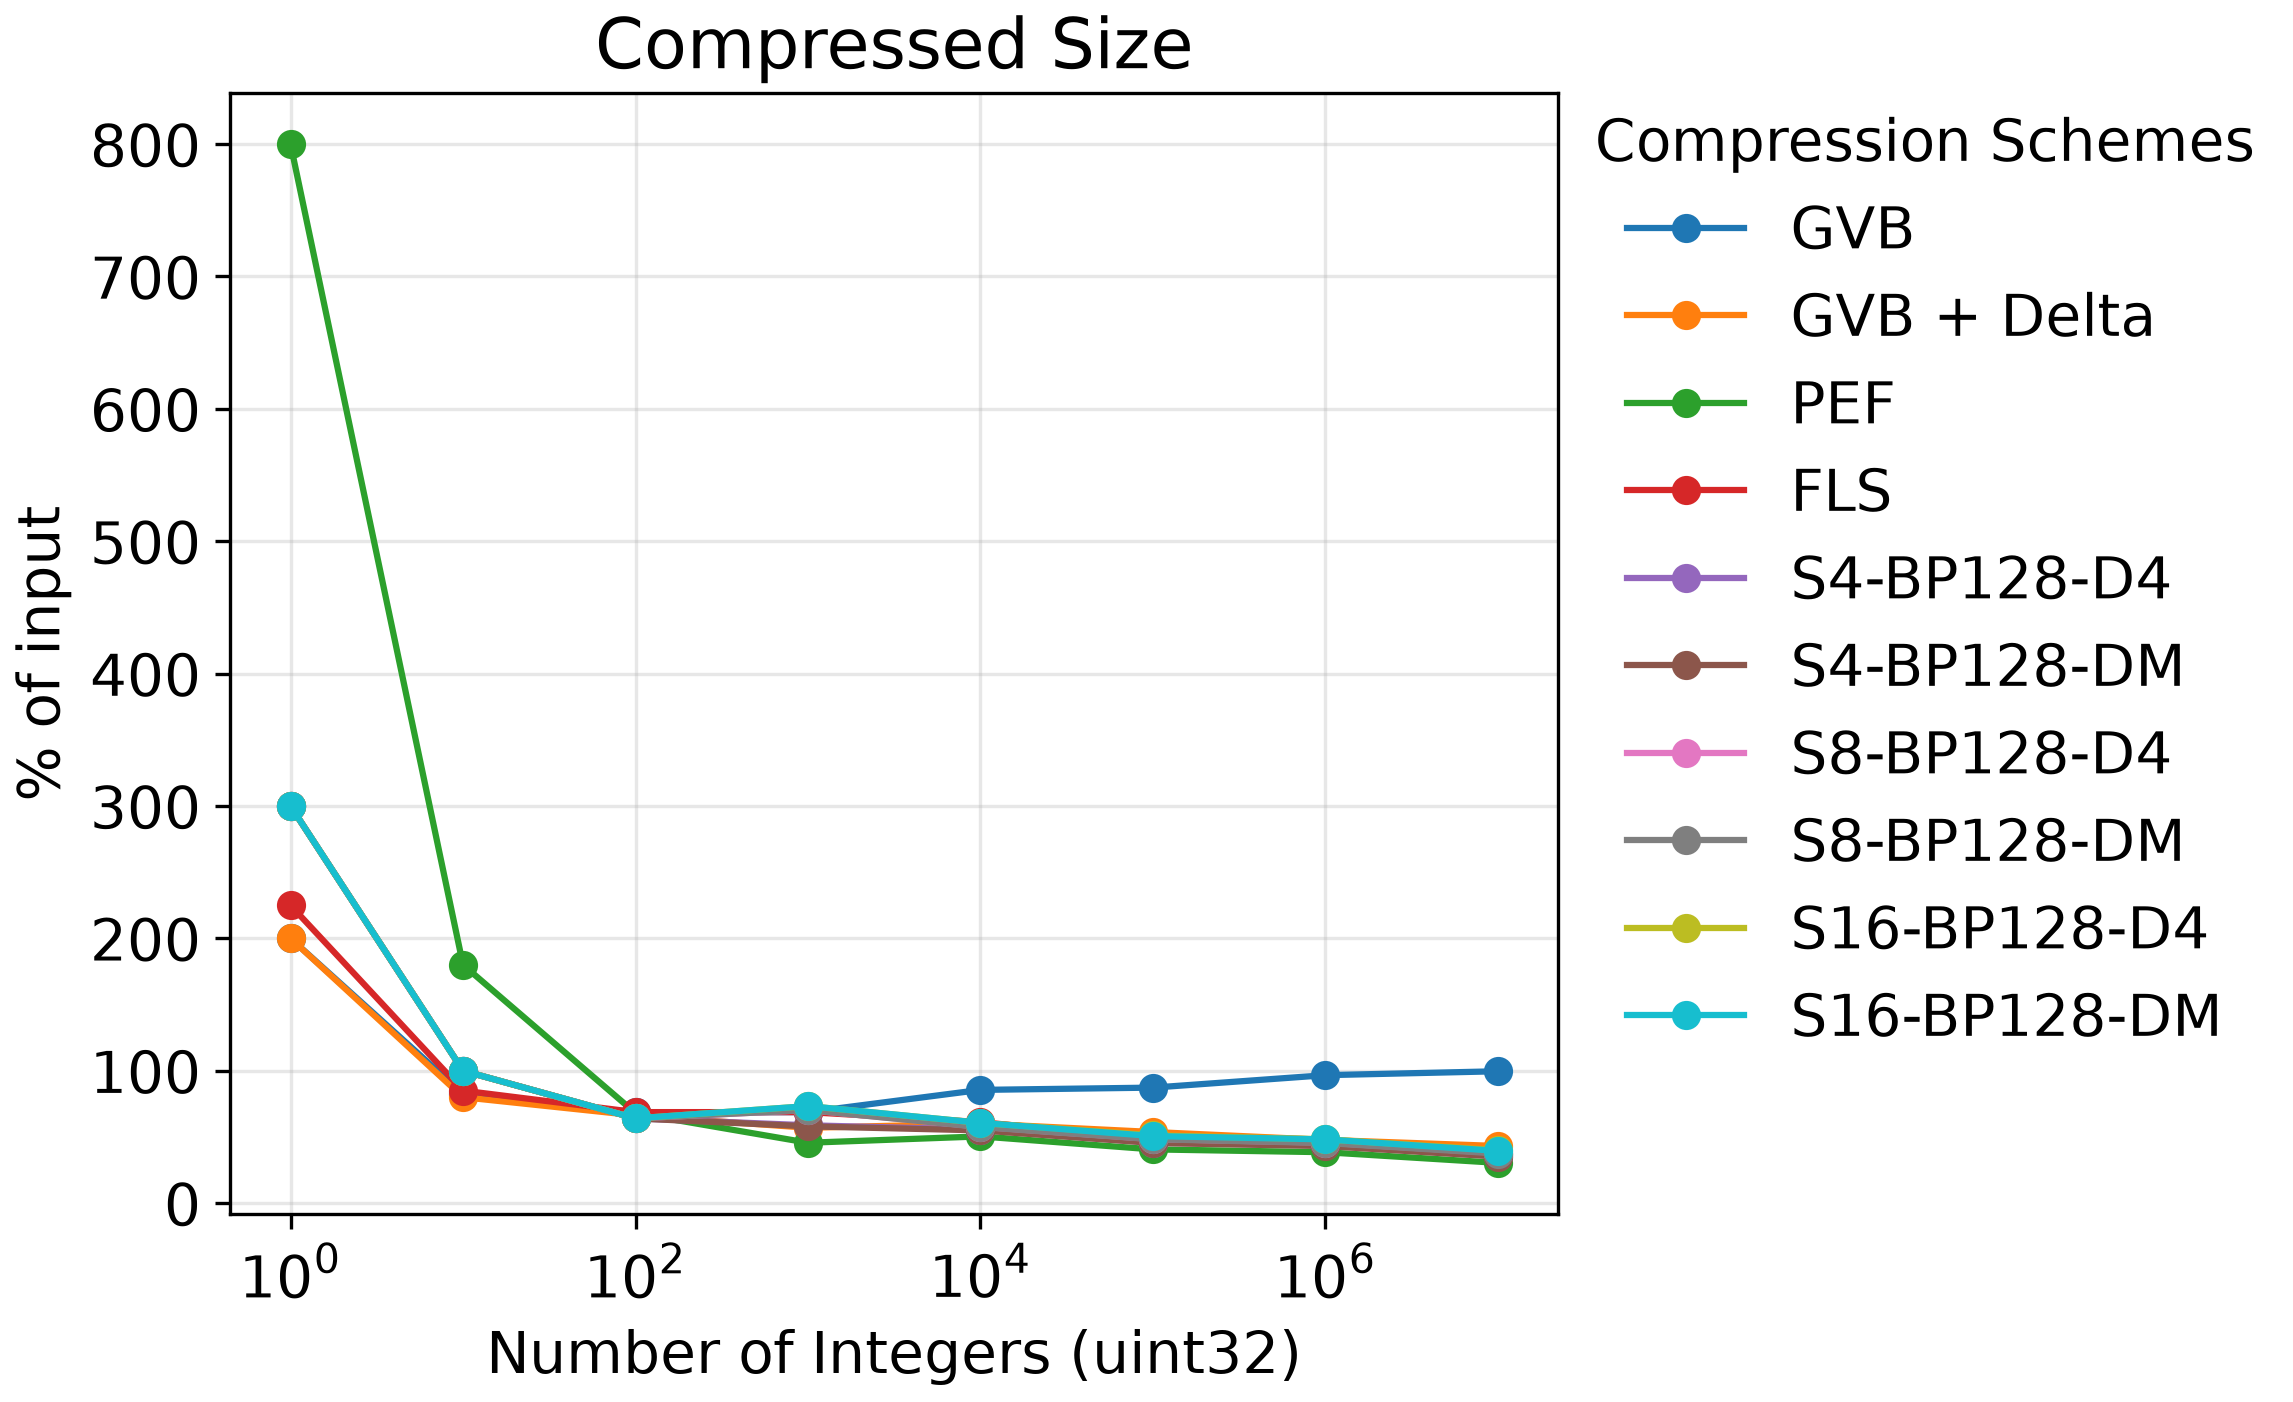 Compressed Size
800
700
600
500
400
300
200
100
0
% of input
10^0
10^2
10^4
10^6
Number of Integers (uint32)
Compression Schemes
GVB
GVB + Delta
PEF
FLS
S4-BP128-D4
S4-BP128-DM
S8-BP128-D4
S8-BP128-DM
S16-BP128-D4
S16-BP128-DM